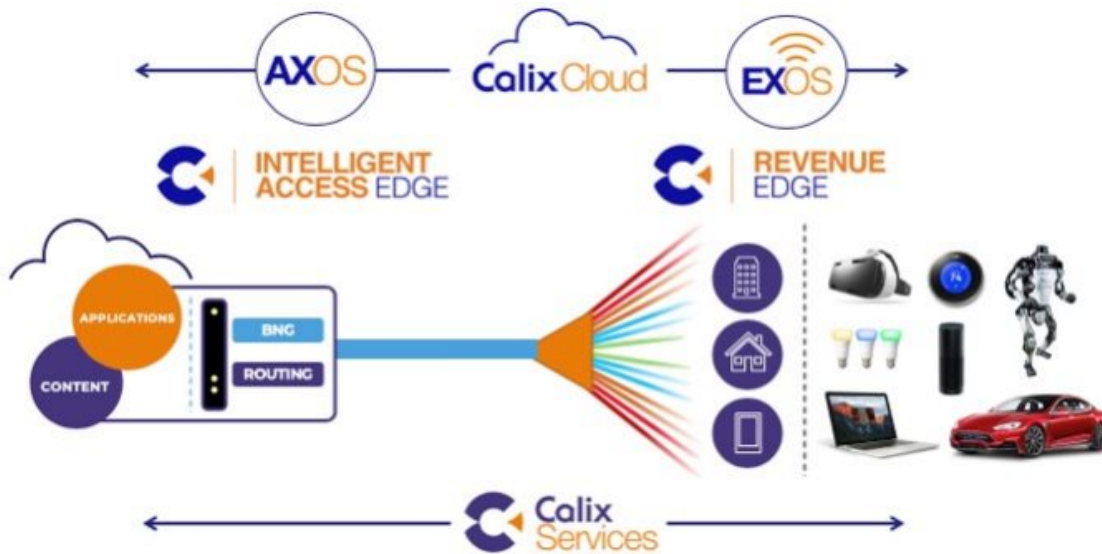 AXOS
Calix Cloud
EXOS
INTELLIGENT
ACCESS EDGE
REVENUE
EDGE
APPLICATIONS
CONTENT
BNG
ROUTING
Calix
Services